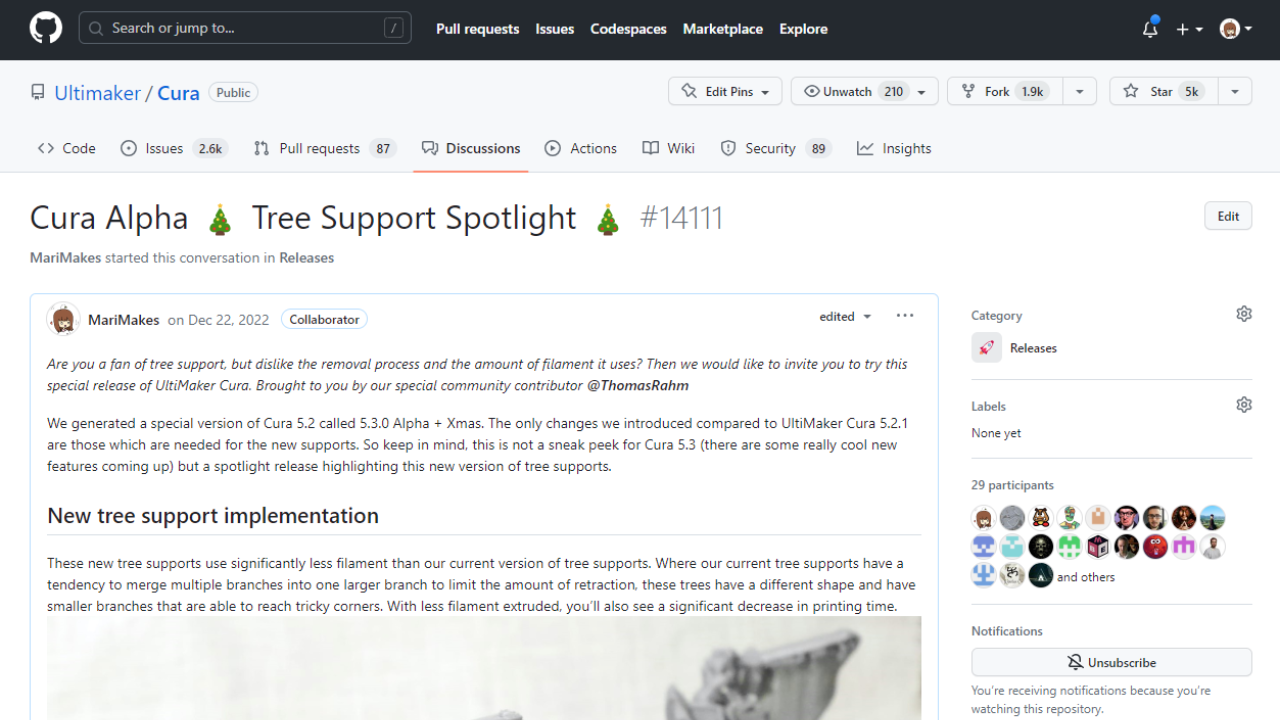 Search or jump to... /
Pull requests Issues Codespaces Marketplace Explore
Ultimaker / Cura Public
Edit Pins Unwatch 210 Fork 1.9k Star 5k
Code Issues 2.6k Pull requests 87 Discussions Actions Wiki Security 89 Insights
Cura Alpha 🎄 Tree Support Spotlight 🎄 #14111
Edit
MariMakes started this conversation in Releases
MariMakes on Dec 22, 2022 Collaborator edited
Are you a fan of tree support, but dislike the removal process and the amount of filament it uses? Then we would like to invite you to try this
special release of UltiMaker Cura. Brought to you by our special community contributor @ThomasRahm
We generated a special version of Cura 5.2 called 5.3.0 Alpha + Xmas. The only changes we introduced compared to UltiMaker Cura 5.2.1
are those which are needed for the new supports. So keep in mind, this is not a sneak peek for Cura 5.3 (there are some really cool new
features coming up) but a spotlight release highlighting this new version of tree supports.
New tree support implementation
These new tree supports use significantly less filament than our current version of tree supports. Where our current tree supports have a
tendency to merge multiple branches into one larger branch to limit the amount of retraction, these trees have a different shape and have
smaller branches that are able to reach tricky corners. With less filament extruded, you'll also see a significant decrease in printing time.
Category
Releases
Labels
None yet
29 participants
and others
Notifications
Unsubscribe
You're receiving notifications because you're
watching this repository.